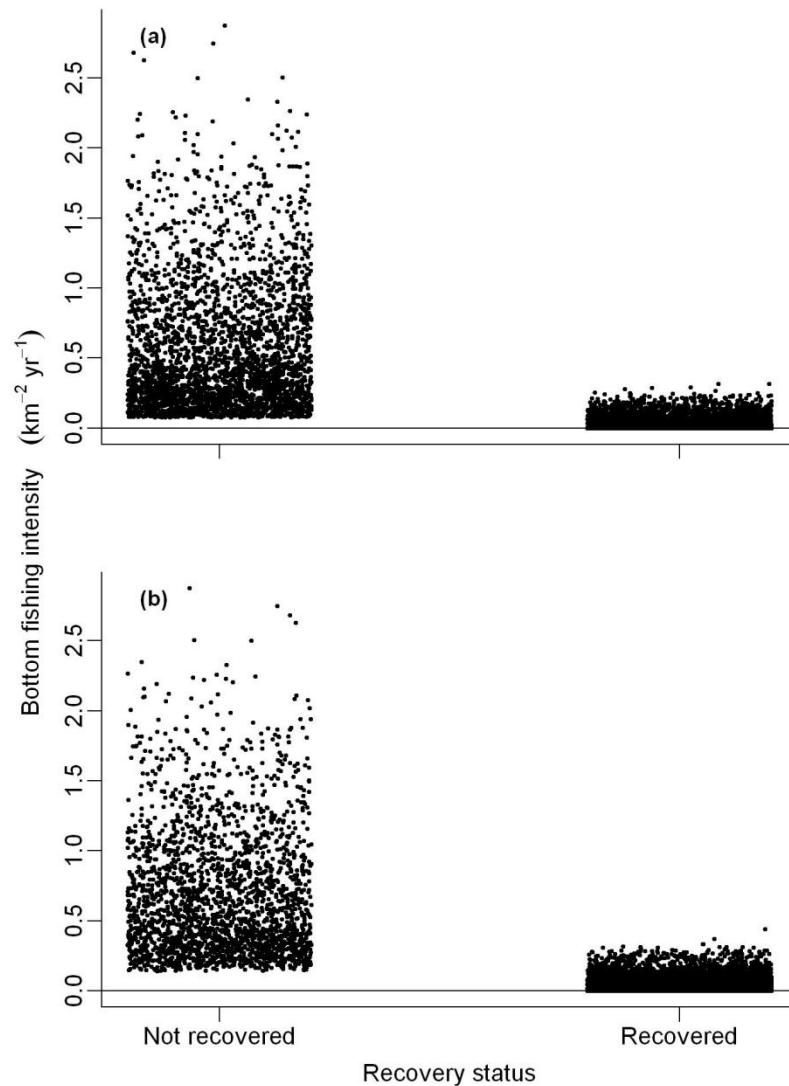 (a)
2.5
2.0
1.5
1.0
0.5
0.0
Bottom fishing intensity (km⁻² yr⁻¹)
(b)
2.5
2.0
1.5
1.0
0.5
0.0
Not recovered Recovered
Recovery status